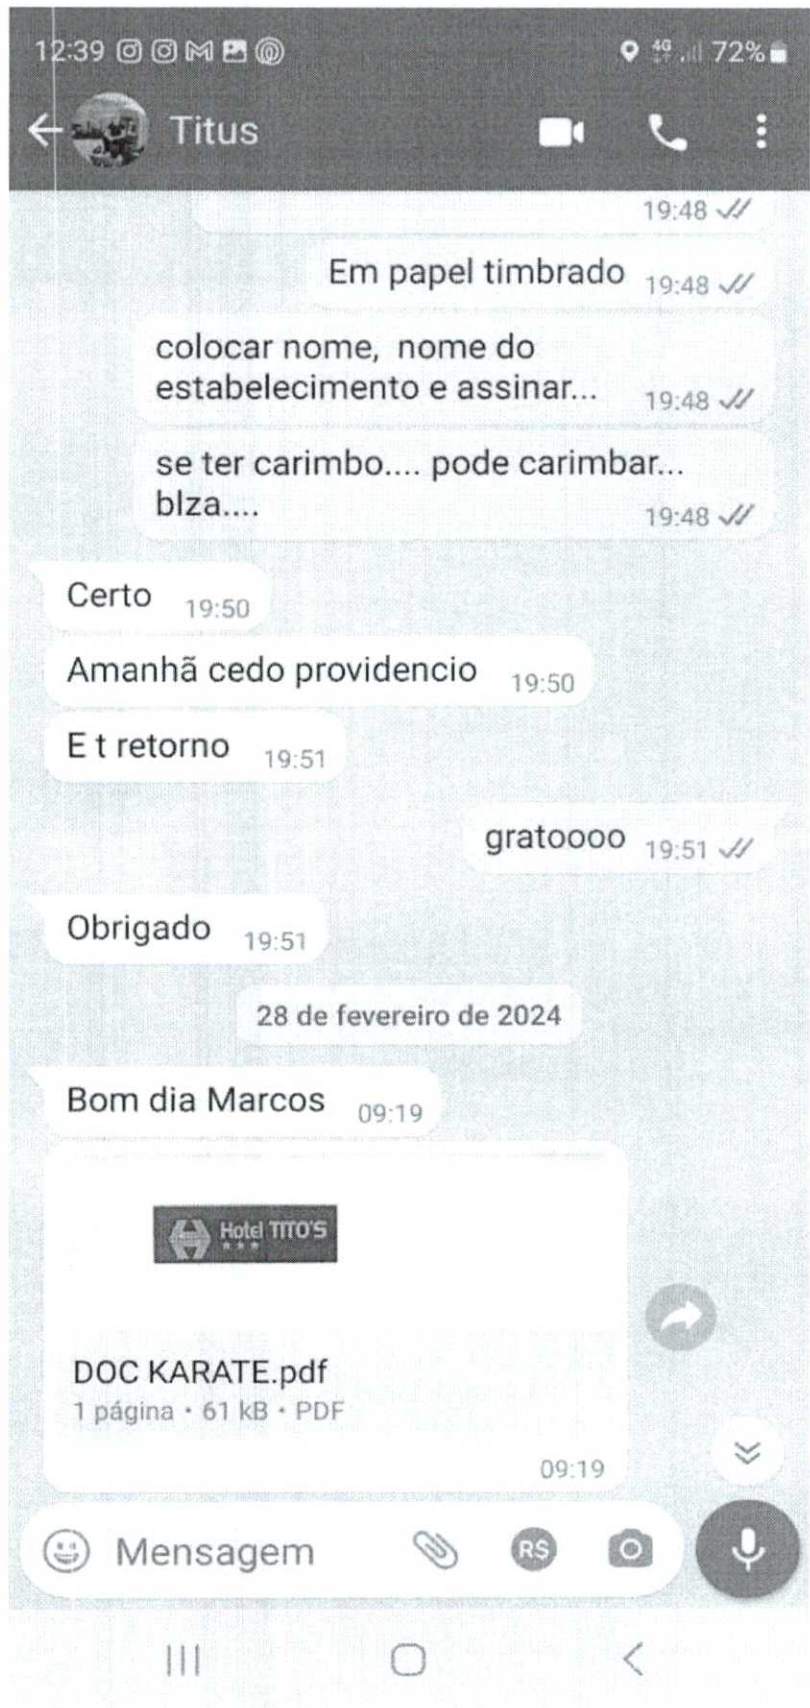 12:39
4G 72%
Titus
19:48
Em papel timbrado 19:48
colocar nome, nome do
estabelecimento e assinar... 19:48
se ter carimbo.... pode carimbar...
blza.... 19:48
Certo 19:50
Amanhã cedo providencio 19:50
E t retorno 19:51
gratoooo 19:51
Obrigado 19:51
28 de fevereiro de 2024
Bom dia Marcos 09:19
Hotel TITO'S
DOC KARATE.pdf
1 página • 61 kB • PDF
09:19
Mensagem R$